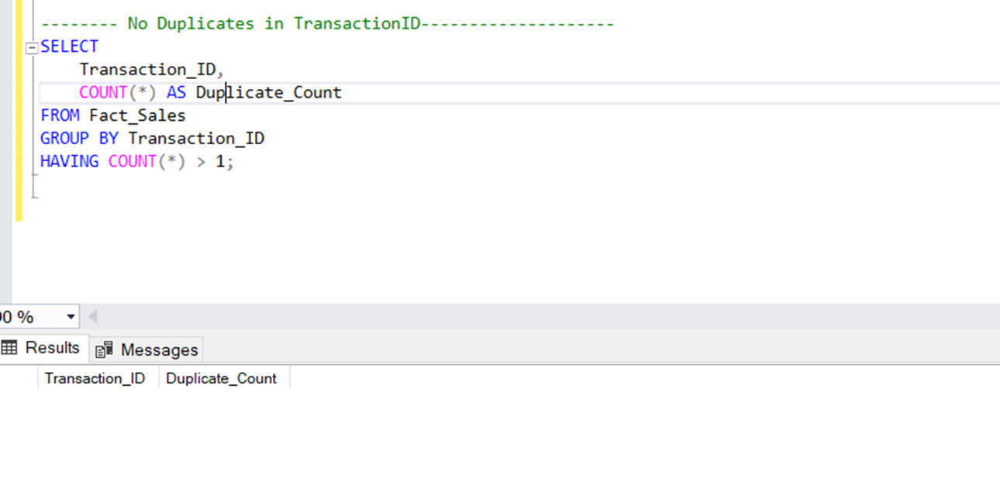 -------- No Duplicates in TransactionID--------------------
SELECT
Transaction_ID,
COUNT(*) AS Duplicate_Count
FROM Fact_Sales
GROUP BY Transaction_ID
HAVING COUNT(*) > 1;
00 %
Results Messages
Transaction_ID Duplicate_Count